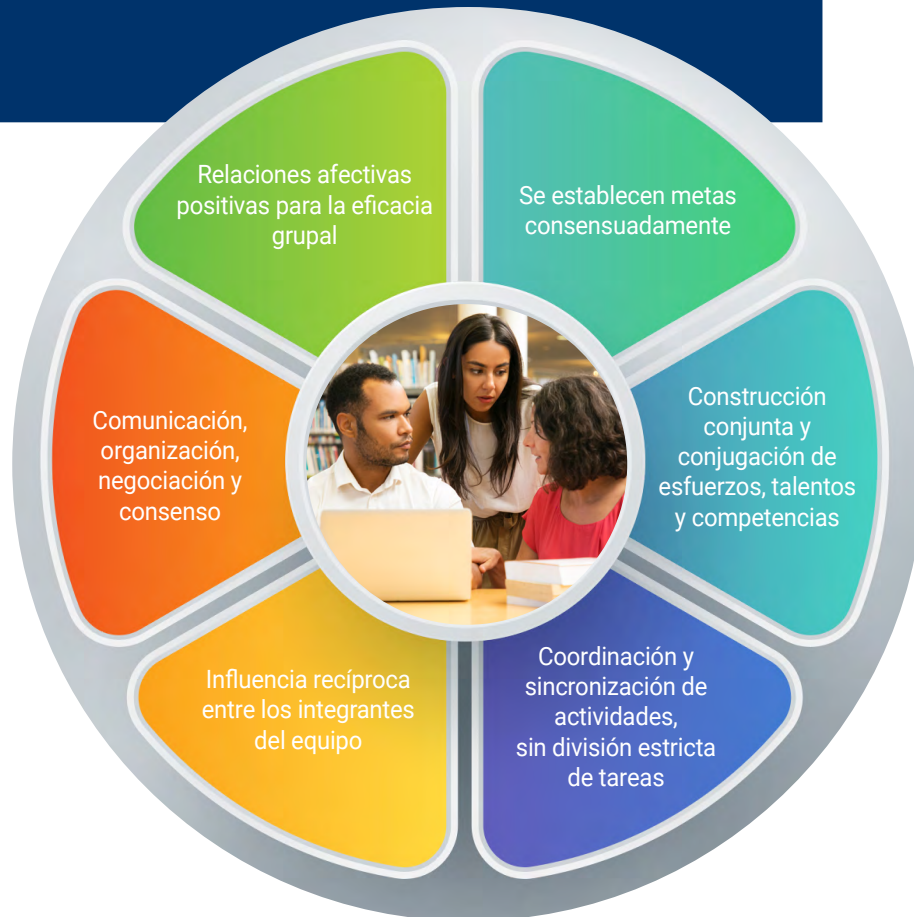 Relaciones afectivas
positivas para la eficacia
grupal
Se establecen metas
consensuadamente
Construcción
conjunta y
conjugación de
esfuerzos, talentos
y competencias
Coordinación y
sincronización de
actividades,
sin división estricta
de tareas
Influencia recíproca
entre los integrantes
del equipo
Comunicación,
organización,
negociación y
consenso